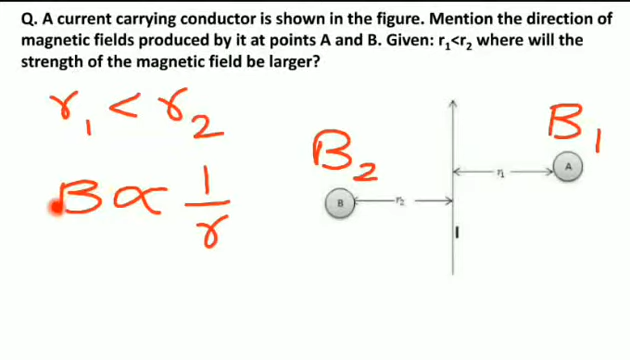 Q. A current carrying conductor is shown in the figure. Mention the direction of
magnetic fields produced by it at points A and B. Given: r₁<r₂ where will the
strength of the magnetic field be larger?
r₁ < r₂
B₂
B₁
B ∝ 1/r
A
r₁
B
r₂
I